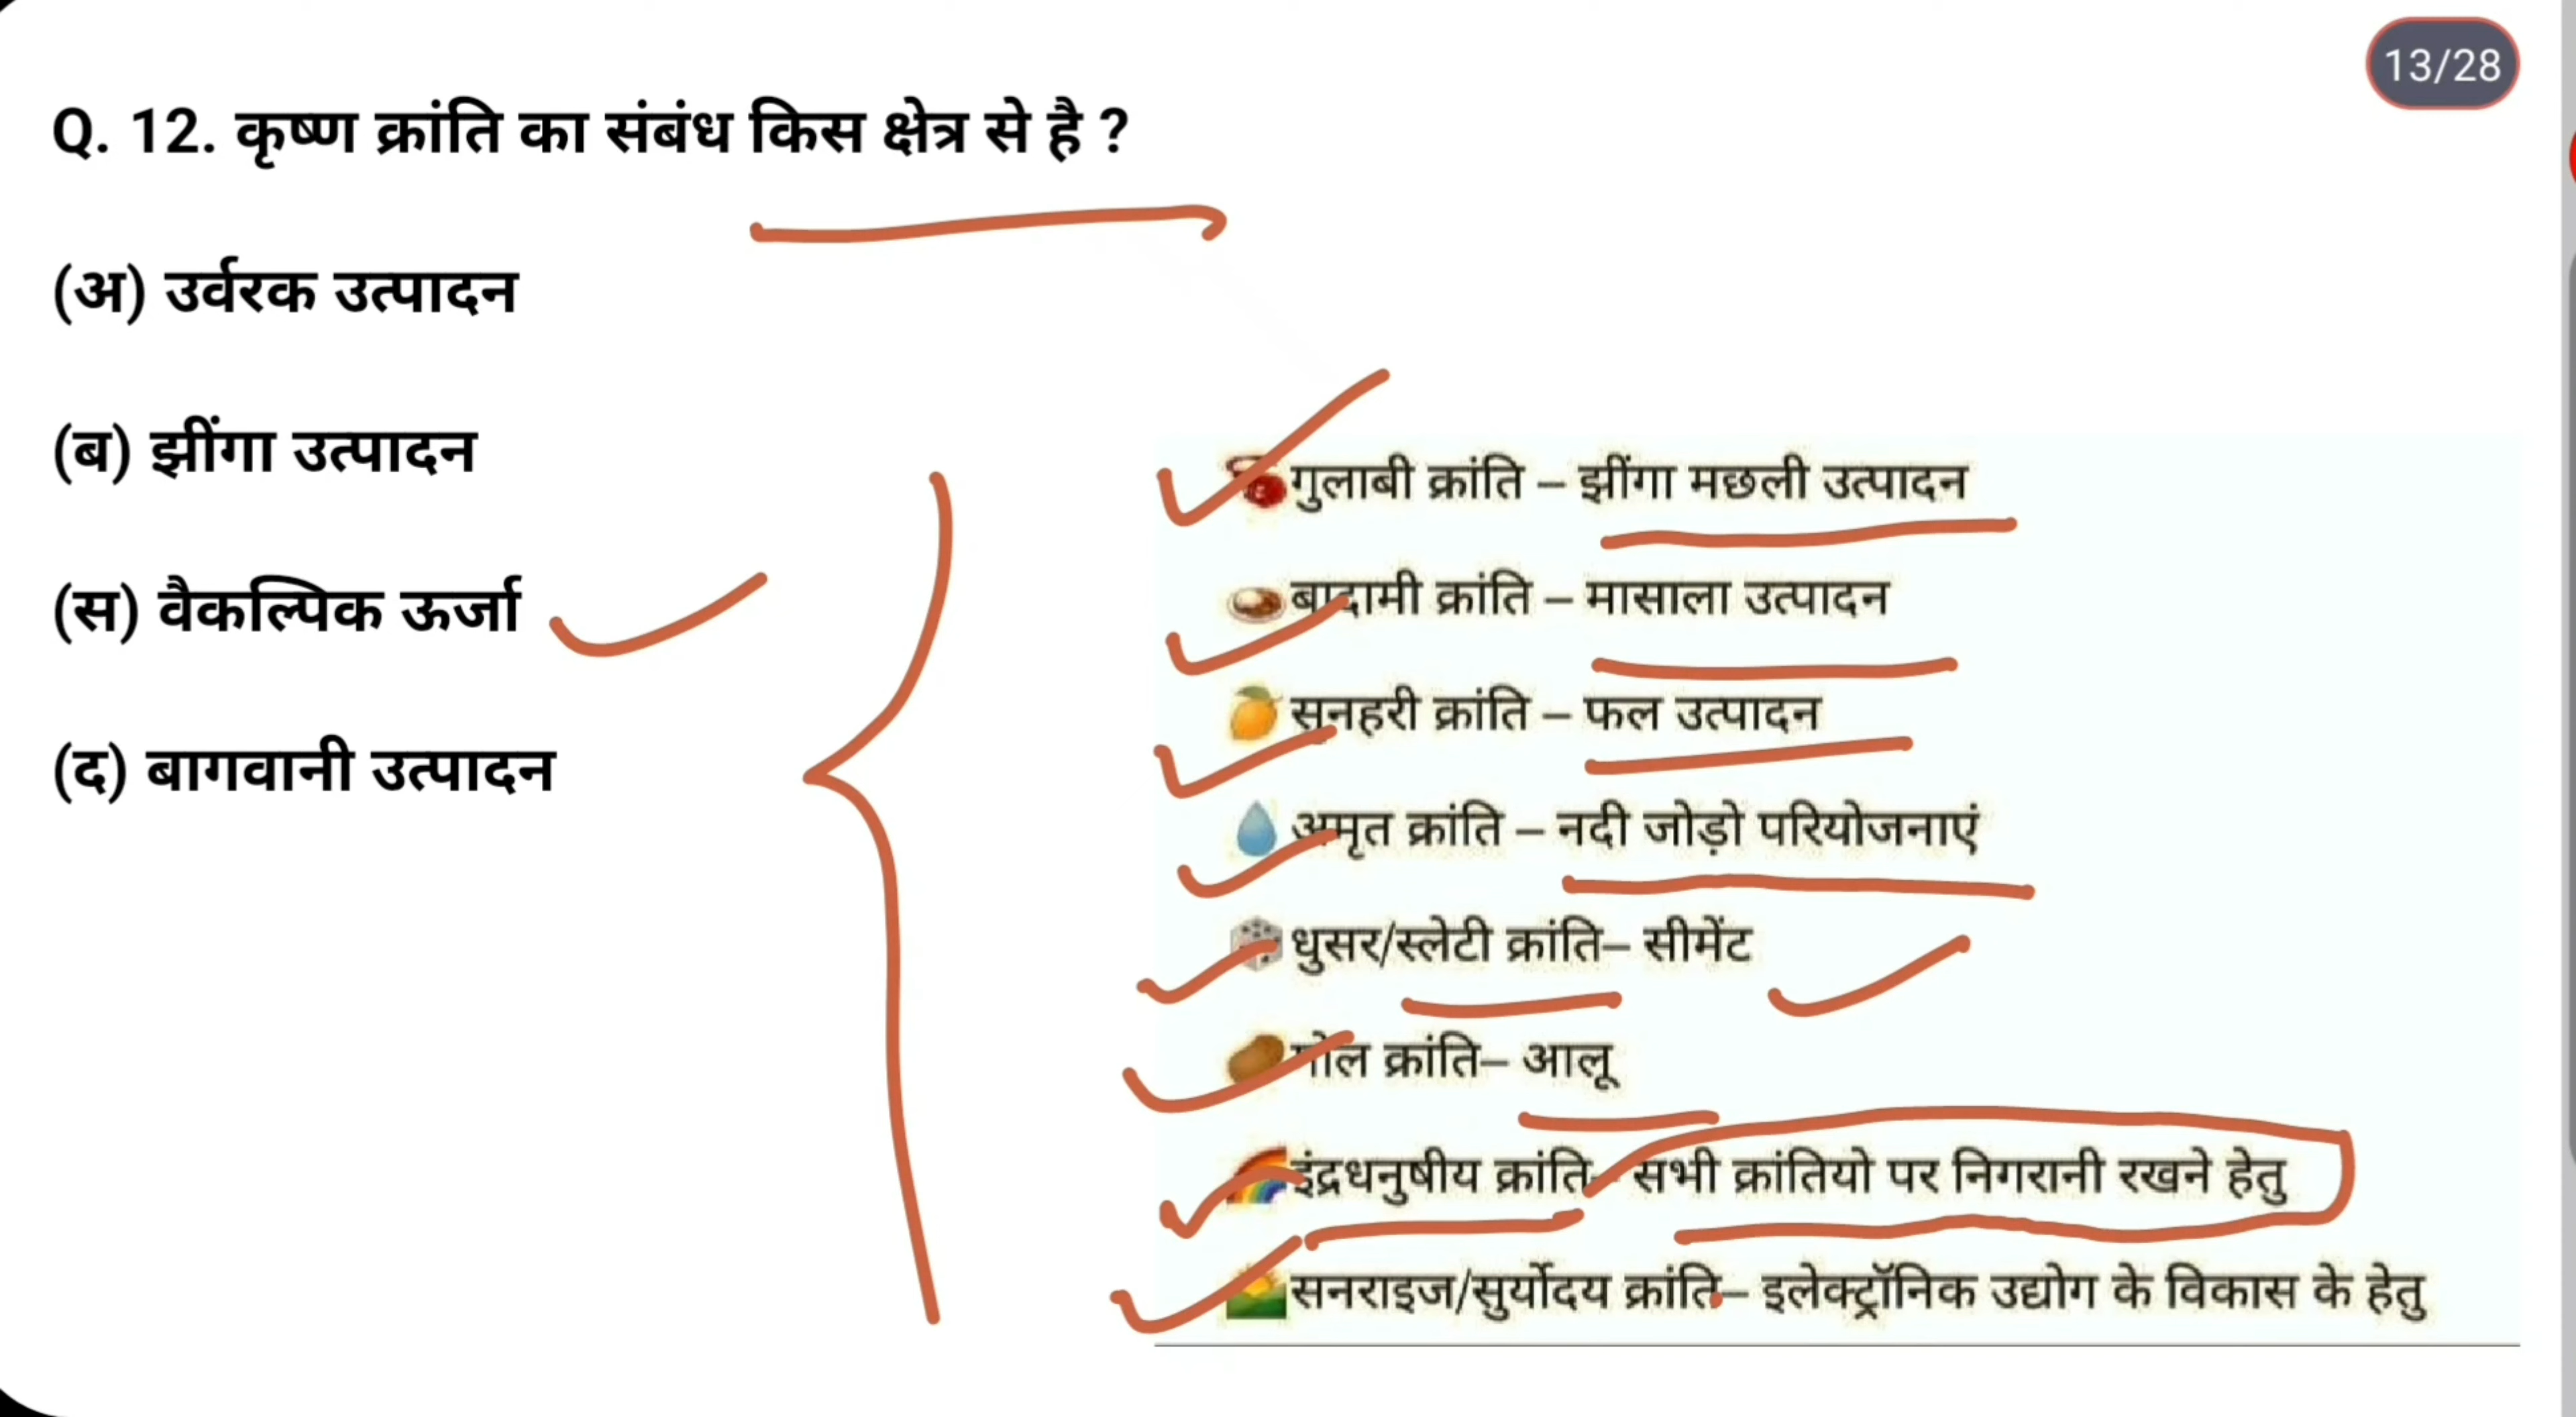 13/28
Q. 12. कृष्ण क्रांति का संबंध किस क्षेत्र से है ?
(अ) उर्वरक उत्पादन
(ब) झींगा उत्पादन
(स) वैकल्पिक ऊर्जा
(द) बागवानी उत्पादन
गुलाबी क्रांति – झींगा मछली उत्पादन
बादामी क्रांति – मासाला उत्पादन
सनहरी क्रांति – फल उत्पादन
अमृत क्रांति – नदी जोड़ो परियोजनाएं
धुसर/स्लेटी क्रांति– सीमेंट
गोल क्रांति– आलू
इंद्रधनुषीय क्रांति– सभी क्रांतियो पर निगरानी रखने हेतु
सनराइज/सुर्योदय क्रांति– इलेक्ट्रॉनिक उद्योग के विकास के हेतु